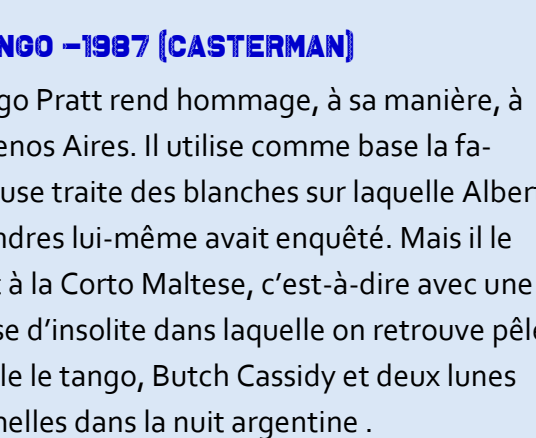 NGO –1987 (CASTERMAN)
go Pratt rend hommage, à sa manière, à
enos Aires. Il utilise comme base la fa-
use traite des blanches sur laquelle Alber
ndres lui-même avait enquêté. Mais il le
t à la Corto Maltese, c’est-à-dire avec une
se d’insolite dans laquelle on retrouve pêl
le le tango, Butch Cassidy et deux lunes
nelles dans la nuit argentine .